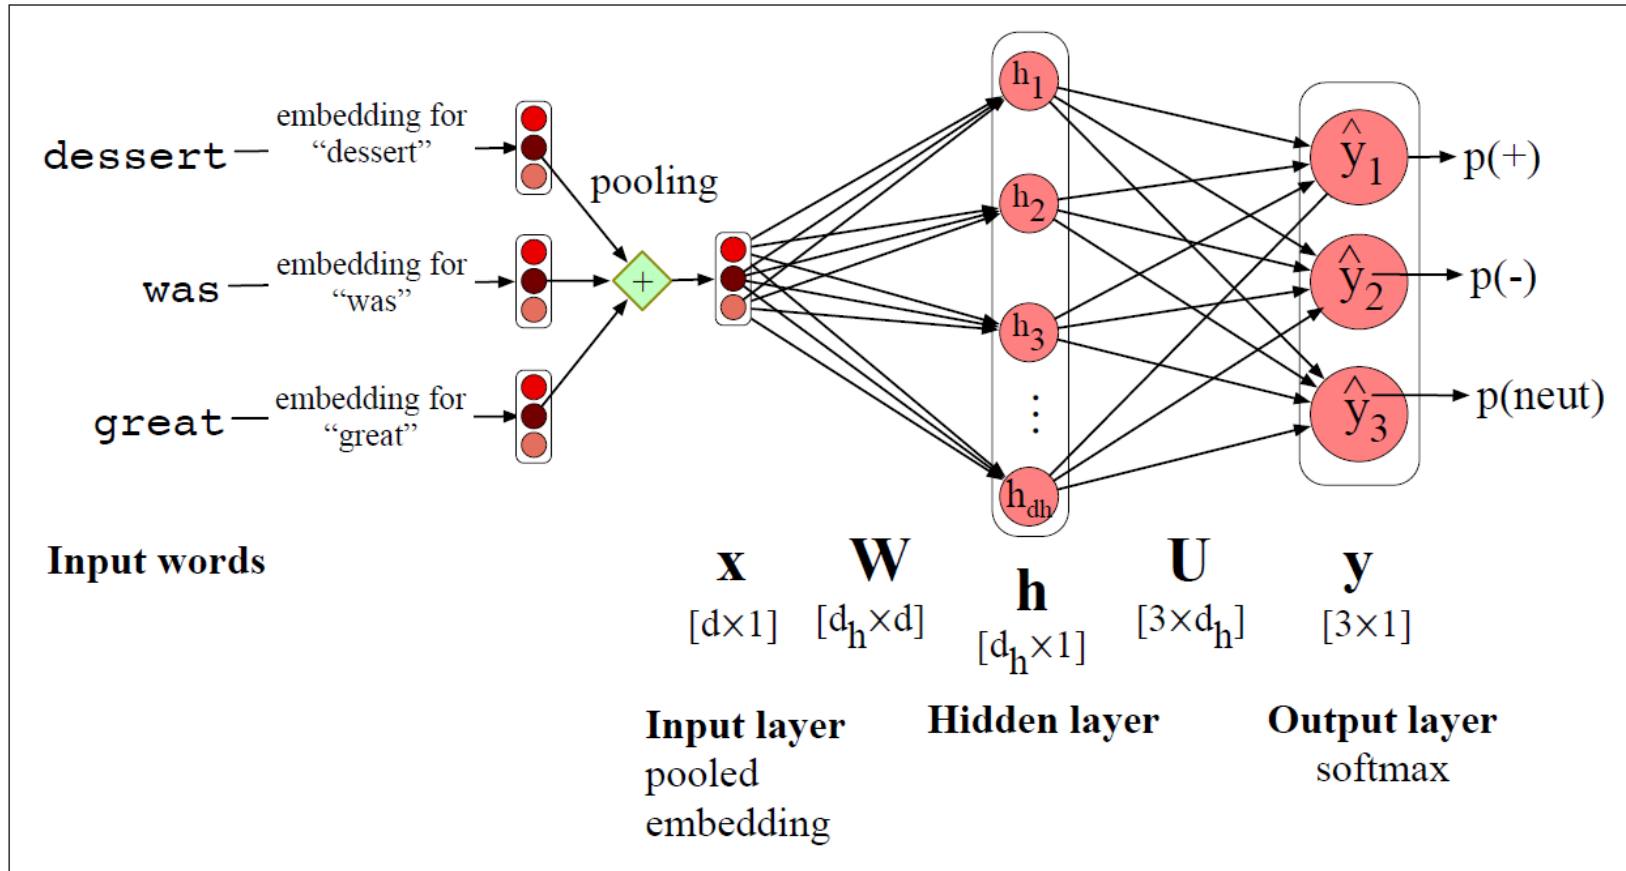 dessert
embedding for
“dessert”
pooling
was
embedding for
“was”
+
great
embedding for
“great”
h1
h2
h3
⋮
hdh
ŷ1
ŷ2
ŷ3
p(+)
p(-)
p(neut)
Input words
x
W
h
U
y
[d×1]
[dh×d]
[dh×1]
[3×dh]
[3×1]
Input layer
pooled
embedding
Hidden layer
Output layer
softmax